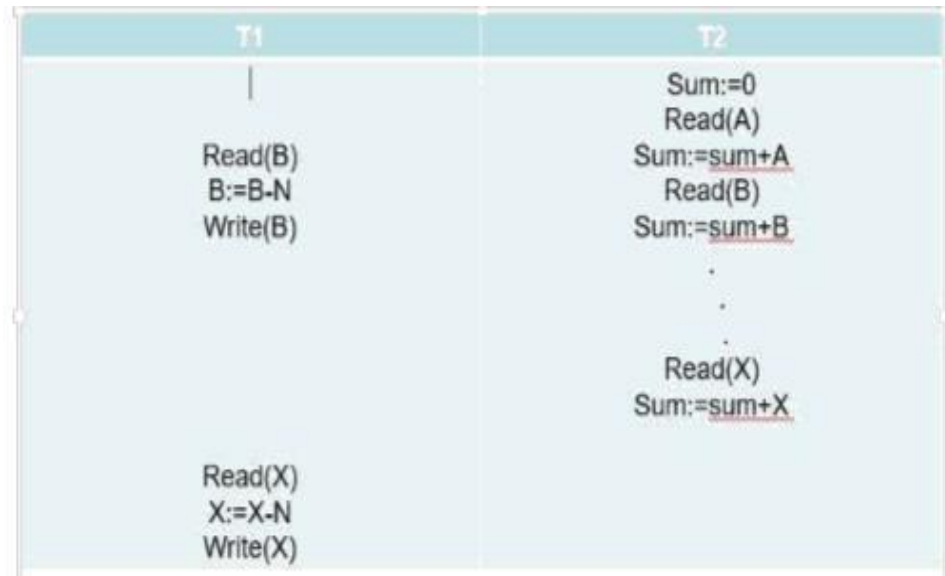 T1 T2
Sum:=0
Read(A)
Read(B) Sum:=sum+A
B:=B-N Read(B)
Write(B) Sum:=sum+B
.
.
.
Read(X)
Sum:=sum+X
Read(X)
X:=X-N
Write(X)